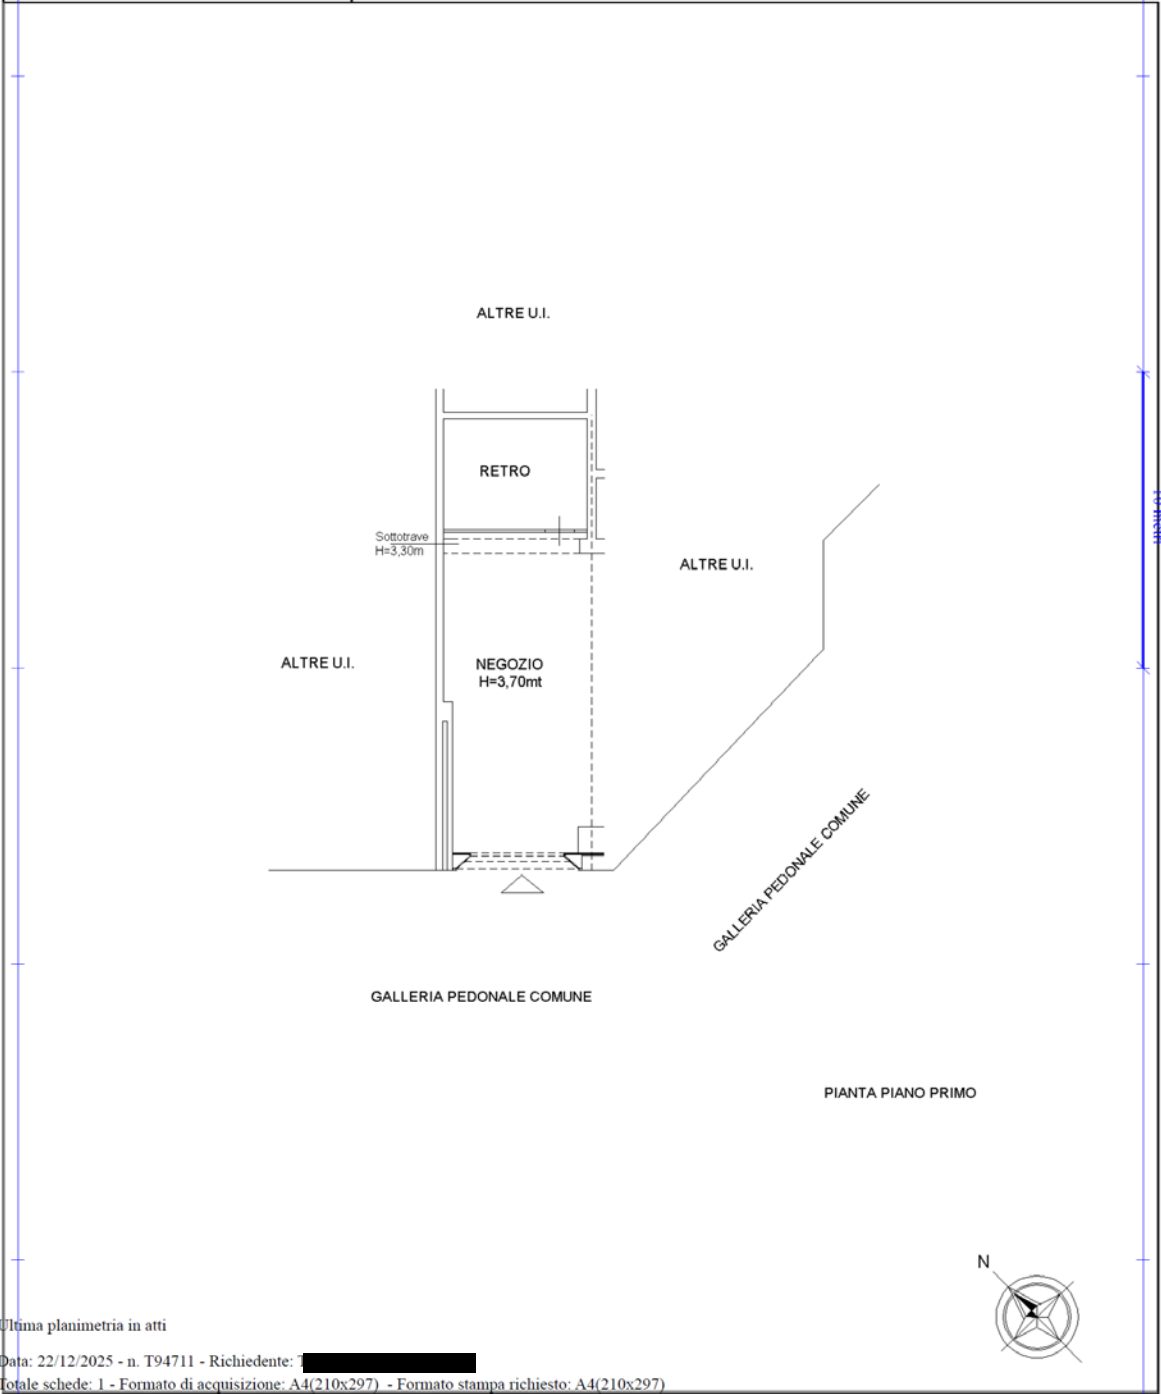 ALTRE U.I.
RETRO
Sottotrave
H=3,30m
ALTRE U.I.
ALTRE U.I.
NEGOZIO
H=3,70mt
GALLERIA PEDONALE COMUNE
GALLERIA PEDONALE COMUNE
PIANTA PIANO PRIMO
N
Ultima planimetria in atti
Data: 22/12/2025 - n. T94711 - Richiedente:
Totale schede: 1 - Formato di acquisizione: A4(210x297) - Formato stampa richiesto: A4(210x297)